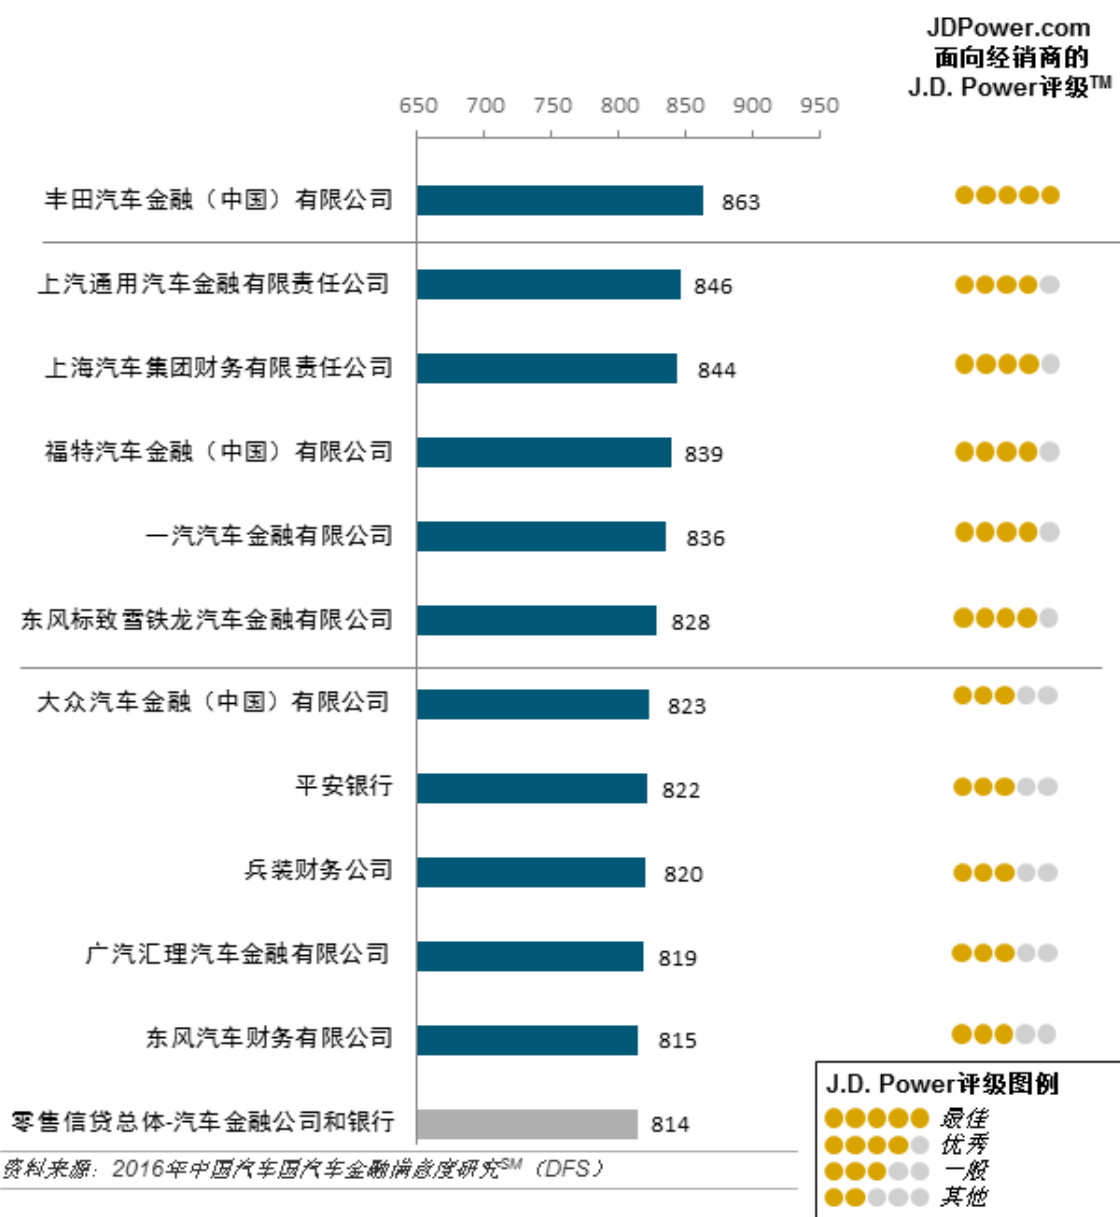 JDPower.com
面向经销商的
J.D. Power评级™
650 700 750 800 850 900 950
丰田汽车金融（中国）有限公司 863
上汽通用汽车金融有限责任公司 846
上海汽车集团财务有限责任公司 844
福特汽车金融（中国）有限公司 839
一汽汽车金融有限公司 836
东风标致雪铁龙汽车金融有限公司 828
大众汽车金融（中国）有限公司 823
平安银行 822
兵装财务公司 820
广汽汇理汽车金融有限公司 819
东风汽车财务有限公司 815
零售信贷总体-汽车金融公司和银行 814
J.D. Power评级图例
最佳
优秀
一般
其他
资料来源：2016年中国汽车国汽车金融满意度研究SM（DFS）